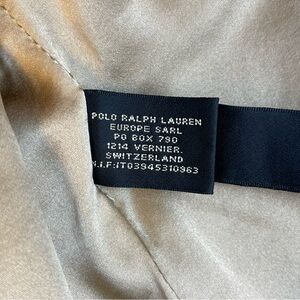 POLO RALPH LAUREN
EUROPE SARL
PO BOX 790
1214 VERNIER,
SWITZERLAND
N.I.F:IT03945310963